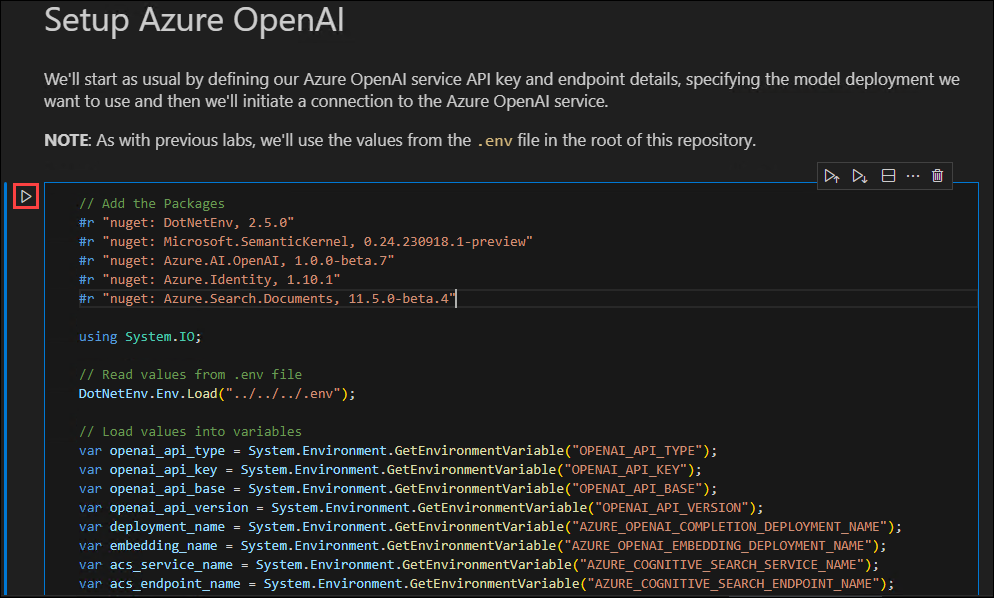 Setup Azure OpenAI
We'll start as usual by defining our Azure OpenAI service API key and endpoint details, specifying the model deployment we
want to use and then we'll initiate a connection to the Azure OpenAI service.
NOTE: As with previous labs, we'll use the values from the .env file in the root of this repository.
// Add the Packages
#r "nuget: DotNetEnv, 2.5.0"
#r "nuget: Microsoft.SemanticKernel, 0.24.230918.1-preview"
#r "nuget: Azure.AI.OpenAI, 1.0.0-beta.7"
#r "nuget: Azure.Identity, 1.10.1"
#r "nuget: Azure.Search.Documents, 11.5.0-beta.4"
using System.IO;
// Read values from .env file
DotNetEnv.Env.Load("../../../.env");
// Load values into variables
var openai_api_type = System.Environment.GetEnvironmentVariable("OPENAI_API_TYPE");
var openai_api_key = System.Environment.GetEnvironmentVariable("OPENAI_API_KEY");
var openai_api_base = System.Environment.GetEnvironmentVariable("OPENAI_API_BASE");
var openai_api_version = System.Environment.GetEnvironmentVariable("OPENAI_API_VERSION");
var deployment_name = System.Environment.GetEnvironmentVariable("AZURE_OPENAI_COMPLETION_DEPLOYMENT_NAME");
var embedding_name = System.Environment.GetEnvironmentVariable("AZURE_OPENAI_EMBEDDING_DEPLOYMENT_NAME");
var acs_service_name = System.Environment.GetEnvironmentVariable("AZURE_COGNITIVE_SEARCH_SERVICE_NAME");
var acs_endpoint_name = System.Environment.GetEnvironmentVariable("AZURE_COGNITIVE_SEARCH_ENDPOINT_NAME");